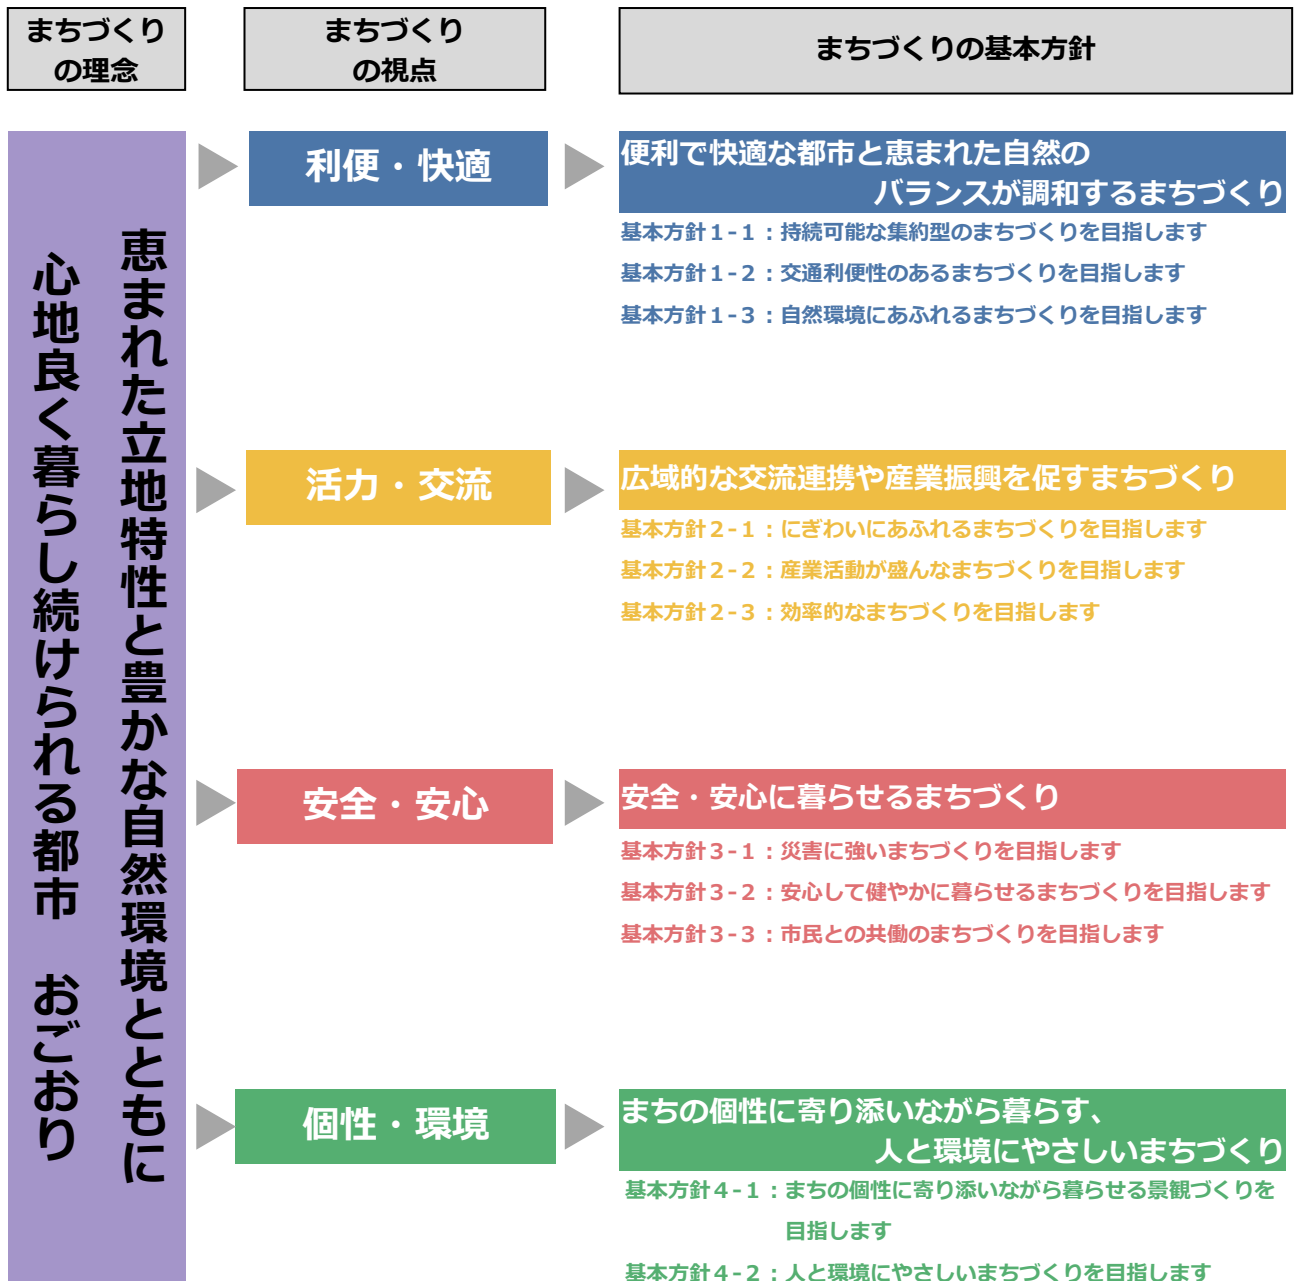 まちづくり
の理念
まちづくり
の視点
まちづくりの基本方針
恵まれた立地特性と豊かな自然環境とともに
心地良く暮らし続けられる都市　おごおり
利便・快適
便利で快適な都市と恵まれた自然の
バランスが調和するまちづくり
基本方針１-１：持続可能な集約型のまちづくりを目指します
基本方針１-２：交通利便性のあるまちづくりを目指します
基本方針１-３：自然環境にあふれるまちづくりを目指します
活力・交流
広域的な交流連携や産業振興を促すまちづくり
基本方針２-１：にぎわいにあふれるまちづくりを目指します
基本方針２-２：産業活動が盛んなまちづくりを目指します
基本方針２-３：効率的なまちづくりを目指します
安全・安心
安全・安心に暮らせるまちづくり
基本方針３-１：災害に強いまちづくりを目指します
基本方針３-２：安心して健やかに暮らせるまちづくりを目指します
基本方針３-３：市民との共働のまちづくりを目指します
個性・環境
まちの個性に寄り添いながら暮らす、
人と環境にやさしいまちづくり
基本方針４-１：まちの個性に寄り添いながら暮らせる景観づくりを
目指します
基本方針４-２：人と環境にやさしいまちづくりを目指します